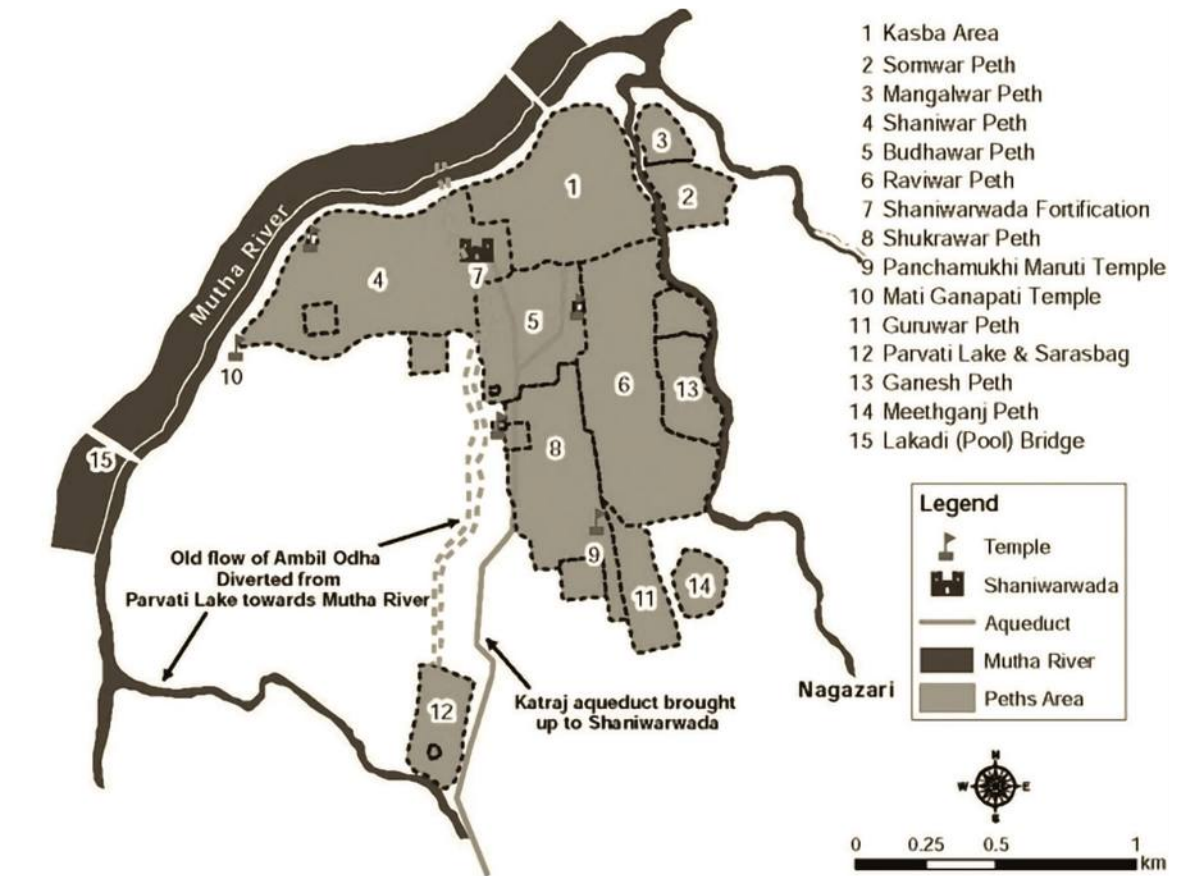 1 Kasba Area
2 Somwar Peth
3 Mangalwar Peth
4 Shaniwar Peth
5 Budhawar Peth
6 Raviwar Peth
7 Shaniwarwada Fortification
8 Shukrawar Peth
9 Panchamukhi Maruti Temple
10 Mati Ganapati Temple
11 Guruwar Peth
12 Parvati Lake & Sarasbag
13 Ganesh Peth
14 Meethganj Peth
15 Lakadi (Pool) Bridge
3
1
2
Mutha River
4
7
5
10
6
13
8
15
9
14
11
Old flow of Ambil Odha
Diverted from
Parvati Lake towards Mutha River
12
Katraj aqueduct brought
up to Shaniwarwada
Nagazari
Legend
Temple
Shaniwarwada
Aqueduct
Mutha River
Peths Area
N
W E
S
0 0.25 0.5 1
km